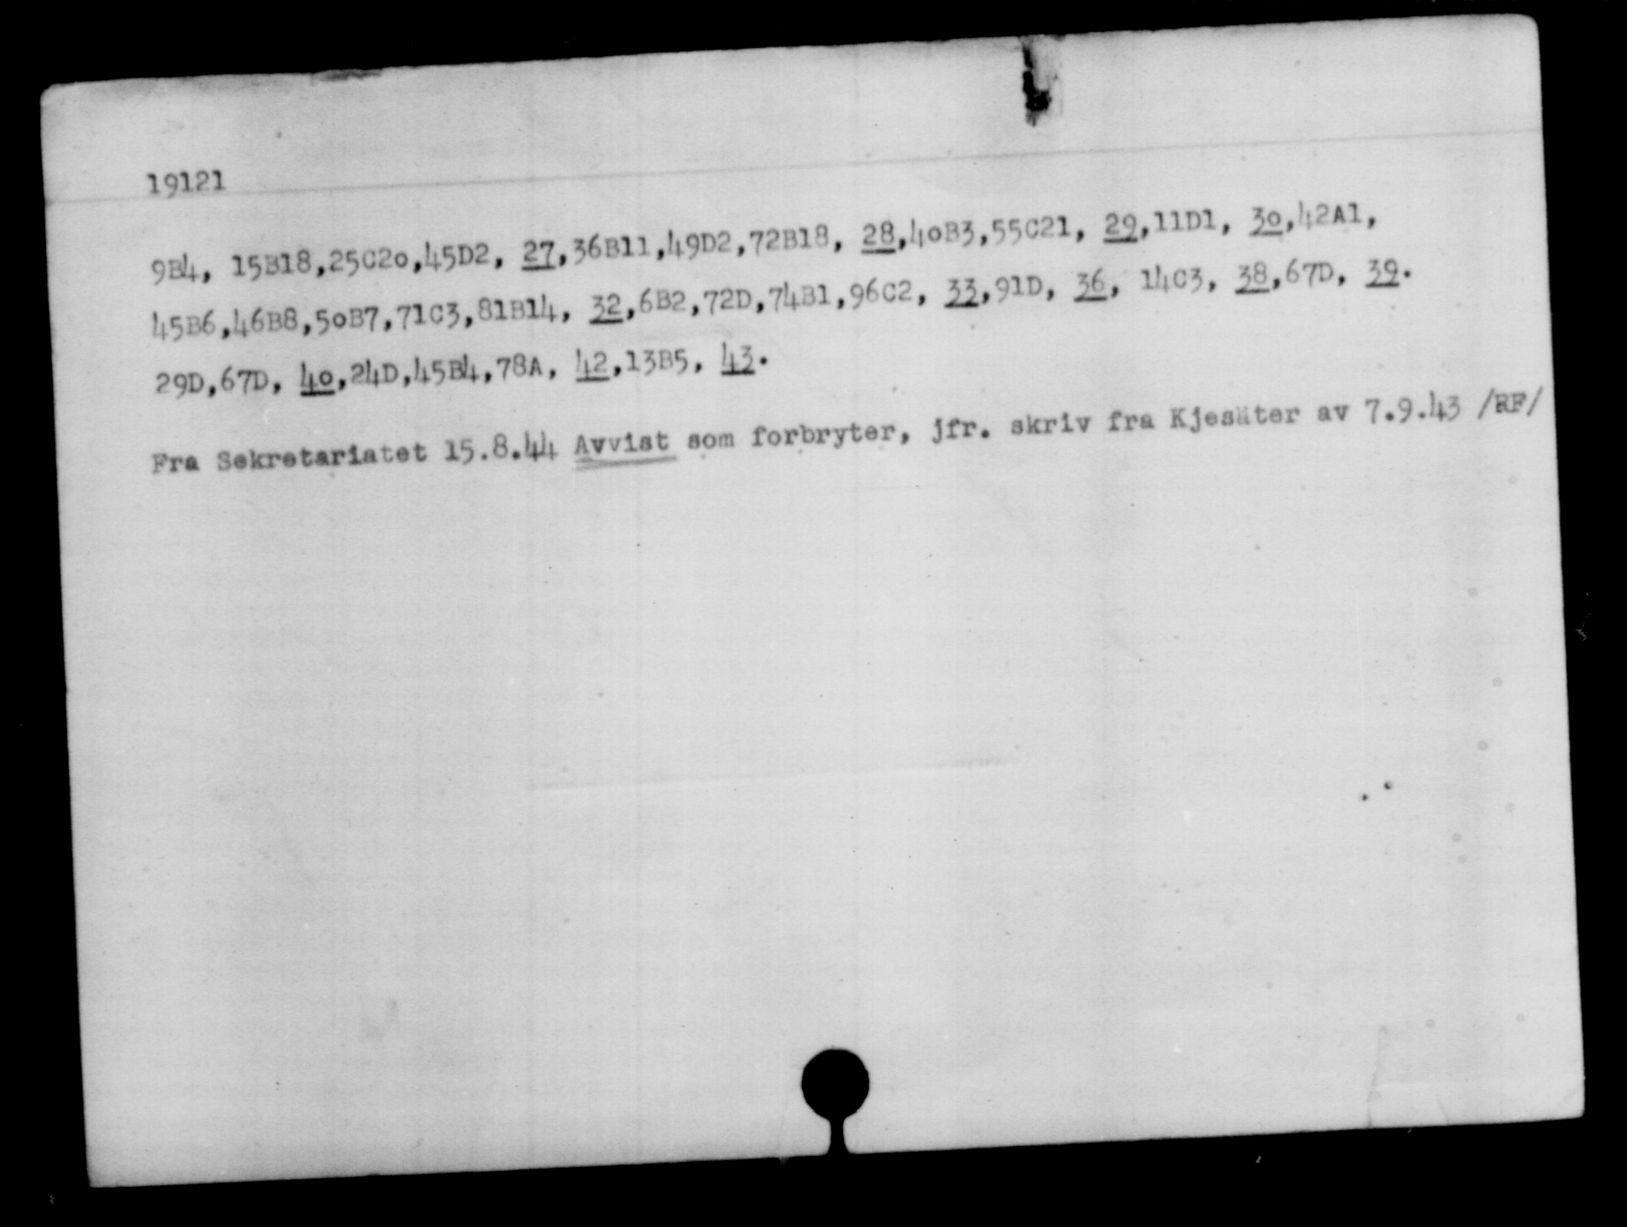 19121
9B4, 15B18,25C20,45D2, 27,36B11,49D2,72B18, 28,40B3,55C21, 29,11D1, 30,42A1,
45B6,46B8,50B7,71C3,81B14, 32,6B2,72D,74B1,96C2, 33,91D, 36, 14C3, 38,67D, 39.
29D,67D, 40,24D,45B4,78A, 42,13B5, 43.
Fra Sekretariatet 15.8.44 Avvist som forbryter, jfr. skriv fra Kjesäter av 7.9.43 /RF/